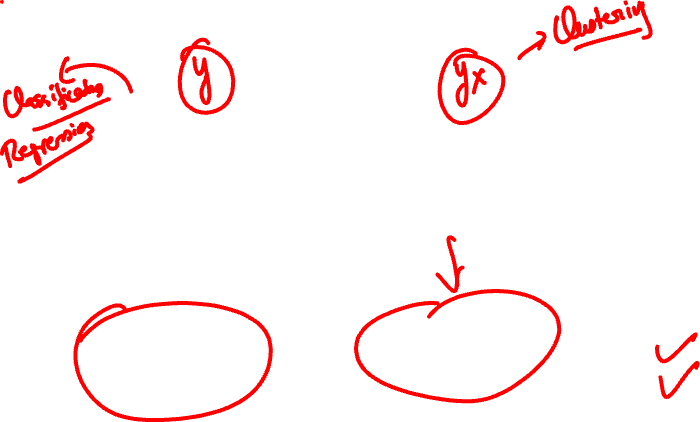 Clustering
y
yx
Classification
Regression